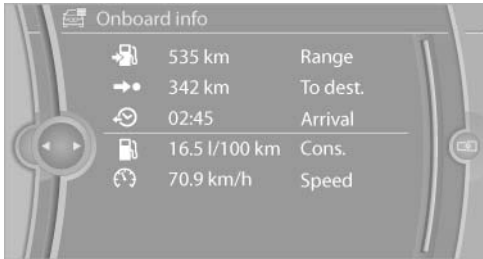 Onboard info
535 km Range
342 km To dest.
02:45 Arrival
16.5 l/100 km Cons.
70.9 km/h Speed